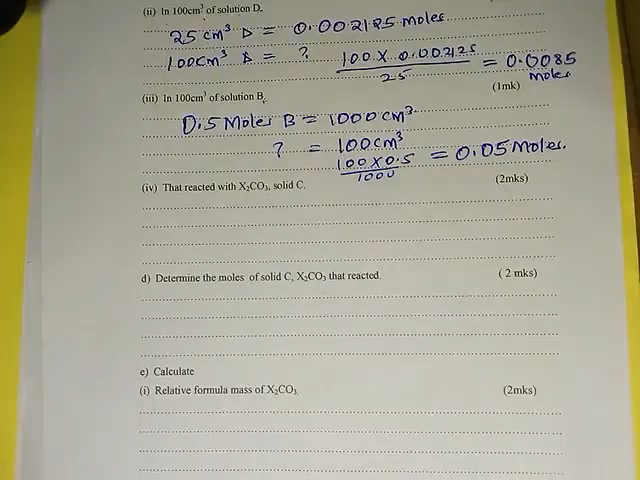 (ii) In 100cm³ of solution D.
25 cm³ D = 0.002125 moles
100cm³ D = ? 100 X 0.002125 / 25 = 0.0085 moles
(1mk)
(iii) In 100cm³ of solution B.
0.5 Moles B = 1000cm³
? = 100cm³
100 X 0.5 / 1000 = 0.05 Moles.
(iv) That reacted with X₂CO₃, solid C. (2mks)
d) Determine the moles of solid C, X₂CO₃ that reacted. ( 2 mks)
e) Calculate
(i) Relative formula mass of X₂CO₃. (2mks)